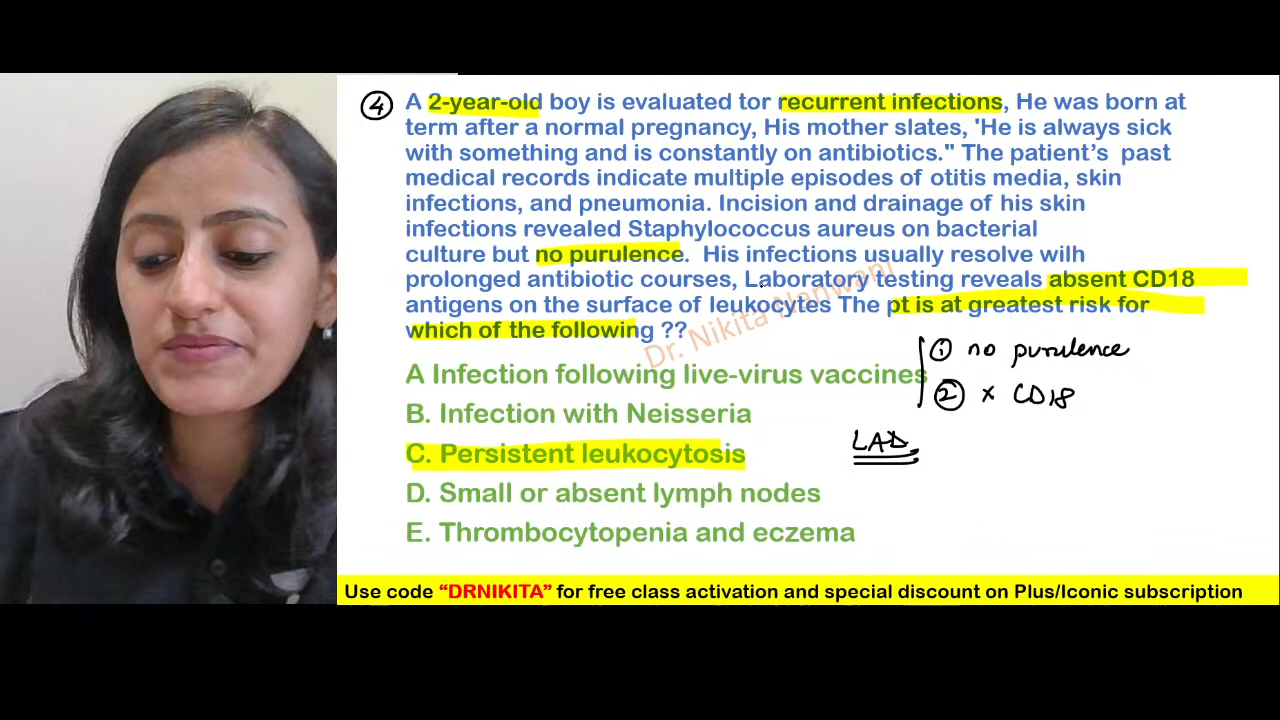 4 A 2-year-old boy is evaluated tor recurrent infections, He was born at
term after a normal pregnancy, His mother slates, 'He is always sick
with something and is constantly on antibiotics." The patient's past
medical records indicate multiple episodes of otitis media, skin
infections, and pneumonia. Incision and drainage of his skin
infections revealed Staphylococcus aureus on bacterial
culture but no purulence. His infections usually resolve wilh
prolonged antibiotic courses, Laboratory testing reveals absent CD18
antigens on the surface of leukocytes The pt is at greatest risk for
which of the following ??
Dr. Nikita Nanwani
A Infection following live-virus vaccines
B. Infection with Neisseria
C. Persistent leukocytosis
D. Small or absent lymph nodes
E. Thrombocytopenia and eczema
1 no purulence
2 x CD18
LAD
Use code “DRNIKITA” for free class activation and special discount on Plus/Iconic subscription